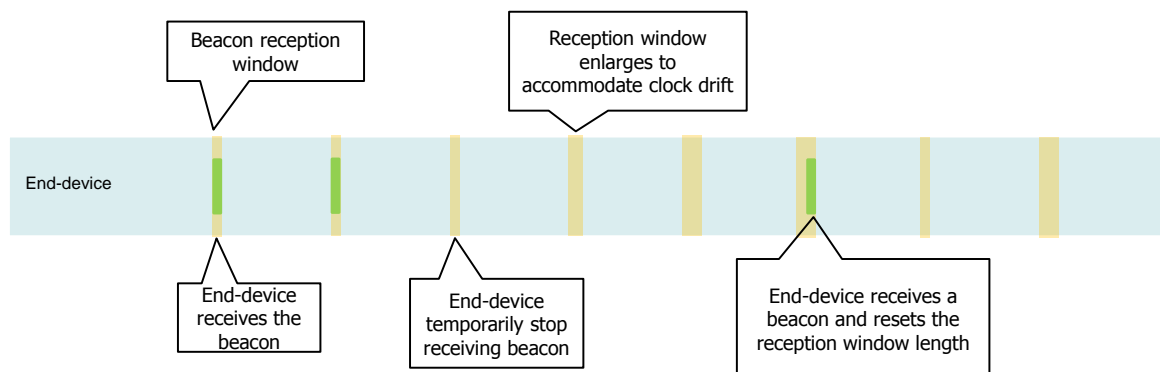 Beacon reception
window
Reception window
enlarges to
accommodate clock drift
End-device
End-device
receives the
beacon
End-device
temporarily stop
receiving beacon
End-device receives a
beacon and resets the
reception window length